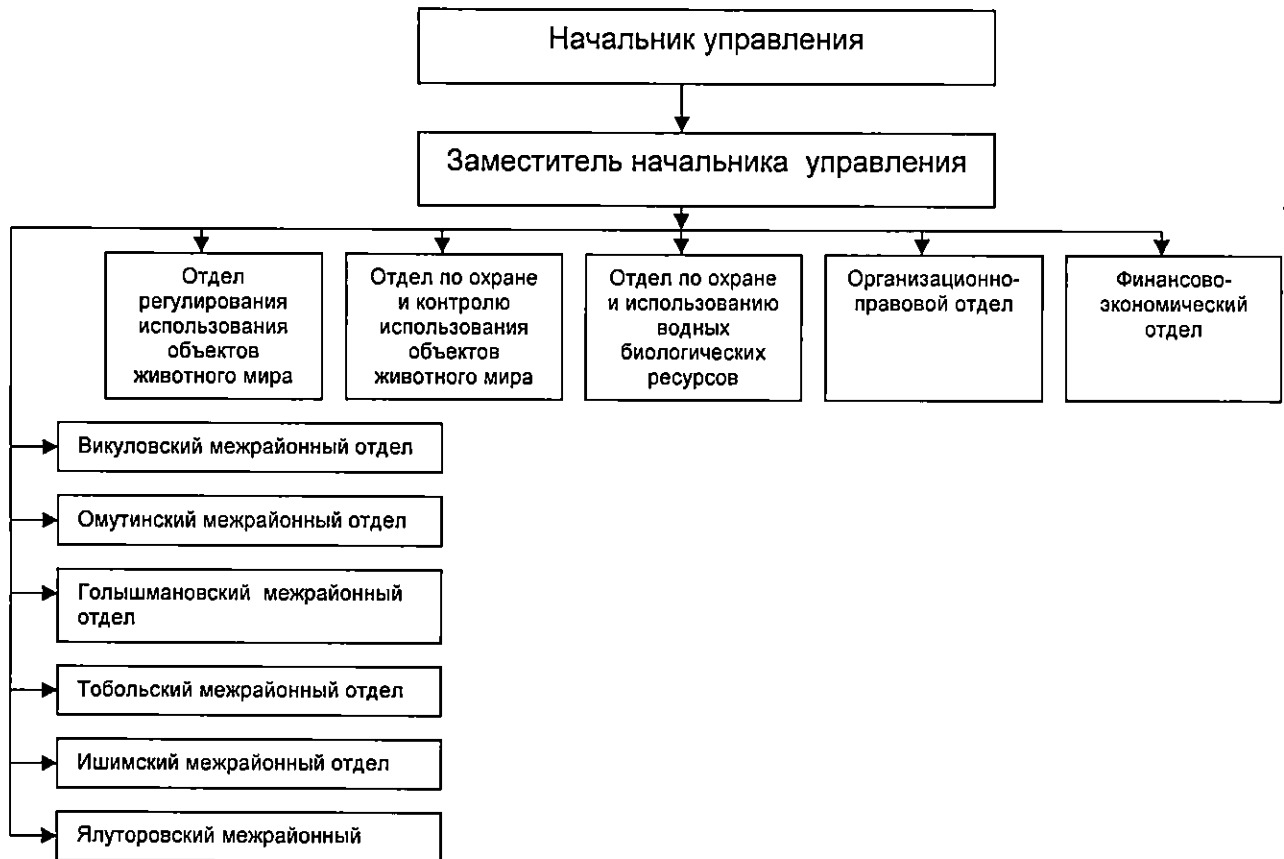 Начальник управления
Заместитель начальника управления
Отдел
регулирования
использования
объектов
животного мира
Отдел по охране
и контролю
использования
объектов
животного мира
Отдел по охране
и использованию
водных
биологических
ресурсов
Организационно-
правовой отдел
Финансово-
экономический
отдел
Викуловский межрайонный отдел
Омутинский межрайонный отдел
Голышмановский межрайонный
отдел
Тобольский межрайонный отдел
Ишимский межрайонный отдел
Ялуторовский межрайонный